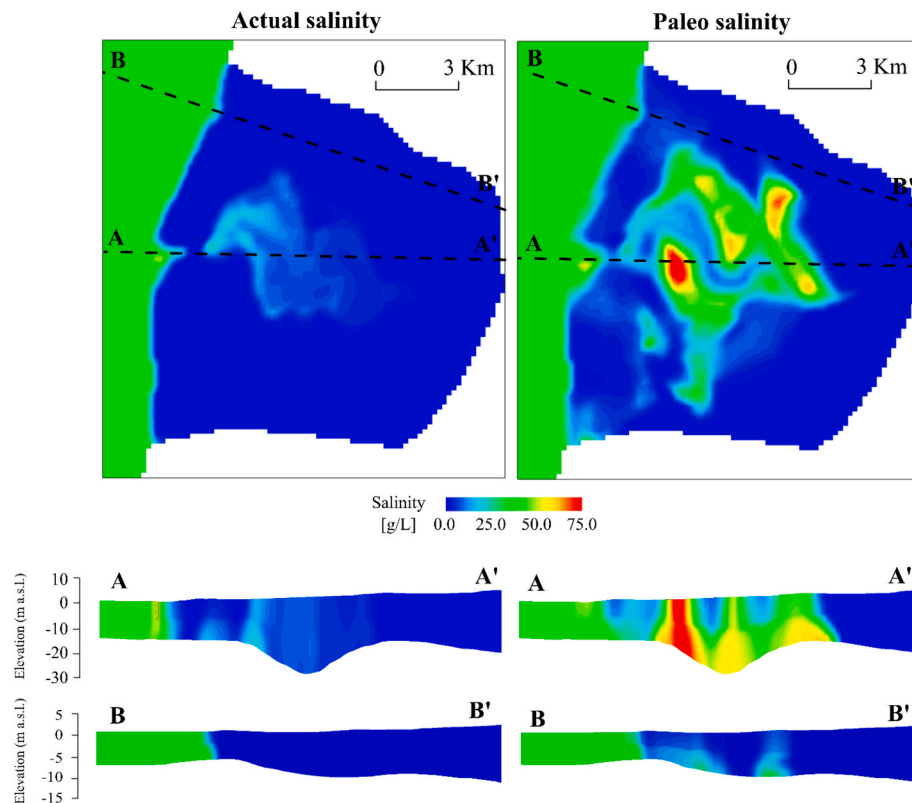 Actual salinity
Paleo salinity
B
0 3 Km
B'
A
A'
B
0 3 Km
B'
A
A
Salinity
[g/L]
0.0 25.0 50.0 75.0
Elevation (m a.s.l.)
10
0
-10
-20
-30
A
A'
A
A'
Elevation (m a.s.l.)
5
0
-5
-10
-15
B
B'
B
B'